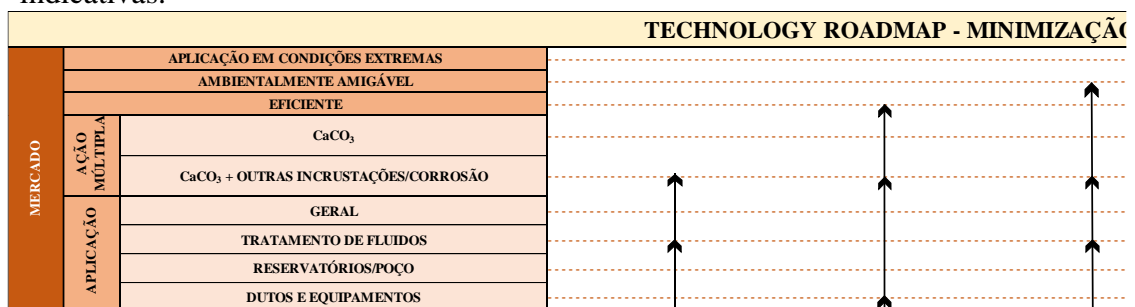 indicativas.
TECHNOLOGY ROADMAP - MINIMIZAÇÃO
MERCADO
APLICAÇÃO EM CONDIÇÕES EXTREMAS
AMBIENTALMENTE AMIGÁVEL
EFICIENTE
AÇÃO
MÚLTIPLA
CaCO₃
CaCO₃ + OUTRAS INCRUSTAÇÕES/CORROSÃO
APLICAÇÃO
GERAL
TRATAMENTO DE FLUIDOS
RESERVATÓRIOS/POÇO
DUTOS E EQUIPAMENTOS